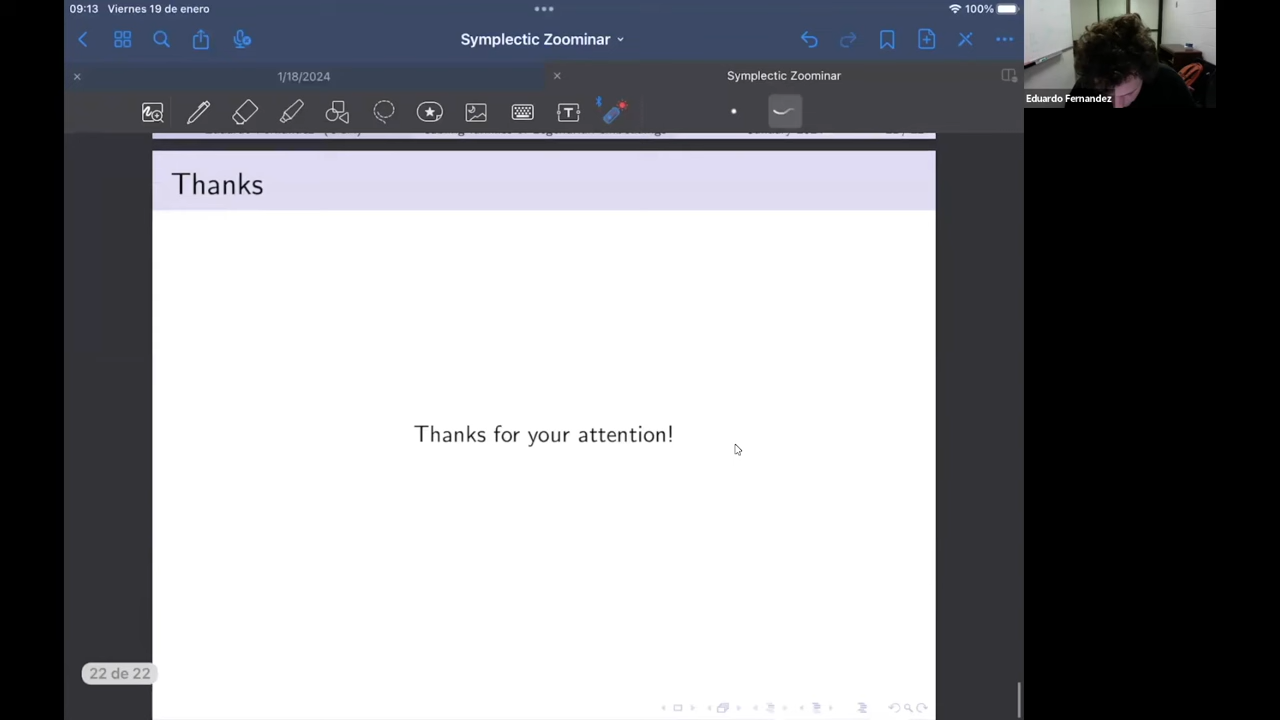 09:13 Viernes 19 de enero
100%
Symplectic Zoominar
1/18/2024
Symplectic Zoominar
Eduardo Fernandez
Thanks
Thanks for your attention!
22 de 22